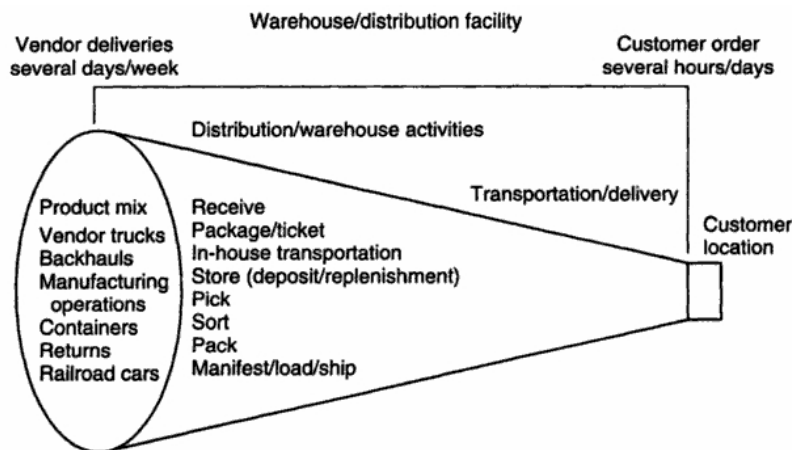 Warehouse/distribution facility
Vendor deliveries
several days/week
Customer order
several hours/days
Distribution/warehouse activities
Transportation/delivery
Customer
location
Product mix
Vendor trucks
Backhauls
Manufacturing
operations
Containers
Returns
Railroad cars
Receive
Package/ticket
In-house transportation
Store (deposit/replenishment)
Pick
Sort
Pack
Manifest/load/ship